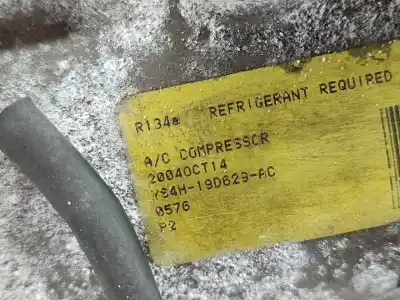 R134a REFRIGERANT REQUIRED
A/C COMPRESSOR
2004OCT14
YS4H-19D629-AC
0576
P2